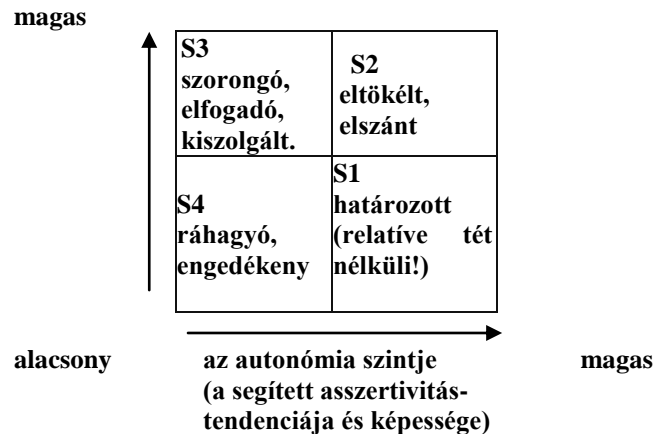 magas
S3
szorongó,
elfogadó,
kiszolgált.
S2
eltökélt,
elszánt
S4
ráhagyó,
engedékeny
S1
határozott
(relatíve tét
nélküli!)
alacsony az autonómia szintje magas
(a segített asszertivitás-
tendenciája és képessége)